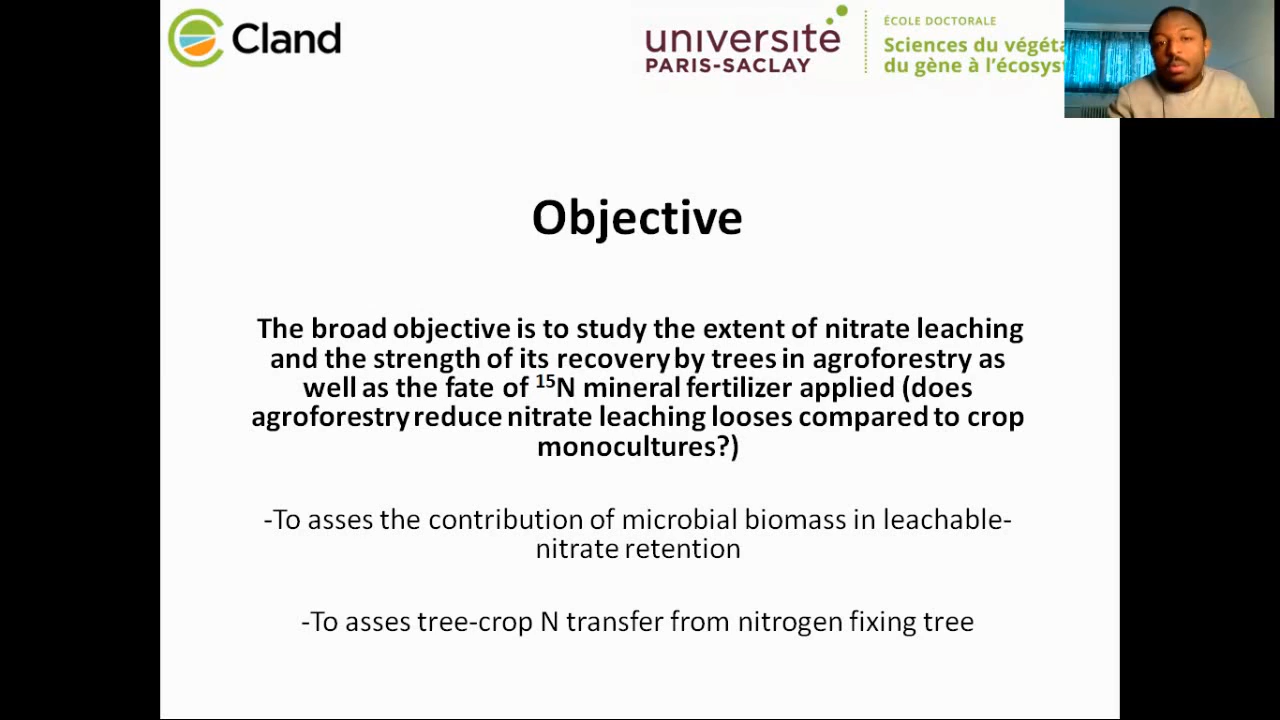 Cland
université
PARIS-SACLAY
ÉCOLE DOCTORALE
Sciences du
du gène à
Objective
The broad objective is to study the extent of nitrate leaching
and the strength of its recovery by trees in agroforestry as
well as the fate of ¹⁵N mineral fertilizer applied (does
agroforestry reduce nitrate leaching looses compared to crop
monocultures?)
-To asses the contribution of microbial biomass in leachable-
nitrate retention
-To asses tree-crop N transfer from nitrogen fixing tree